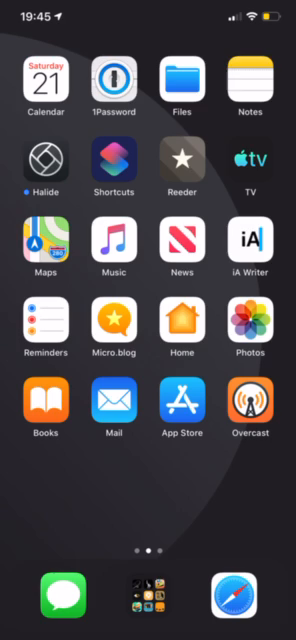 19:45
Saturday
21
Calendar
1Password
Files
Notes
Halide
Shortcuts
Reeder
tv
TV
280
Maps
Music
News
iA
iA Writer
Reminders
Micro.blog
Home
Photos
Books
Mail
App Store
Overcast